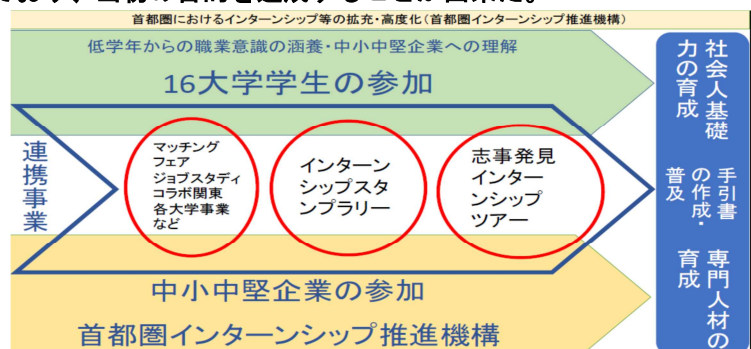 首都圏におけるインターンシップ等の拡充・高度化（首都圏インターンシップ推進機構）
低学年からの職業意識の涵養・中小中堅企業への理解
16大学学生の参加
連携事業
マッチング
フェア
ジョブスタディ
コラボ関東
各大学事業
など
インターン
シップスタ
ンプラリー
志事発見
インター
ンシップ
ツアー
中小中堅企業の参加
首都圏インターンシップ推進機構
社会人基礎
力の育成
手引書
の作成・
普及
専門人材の
育成